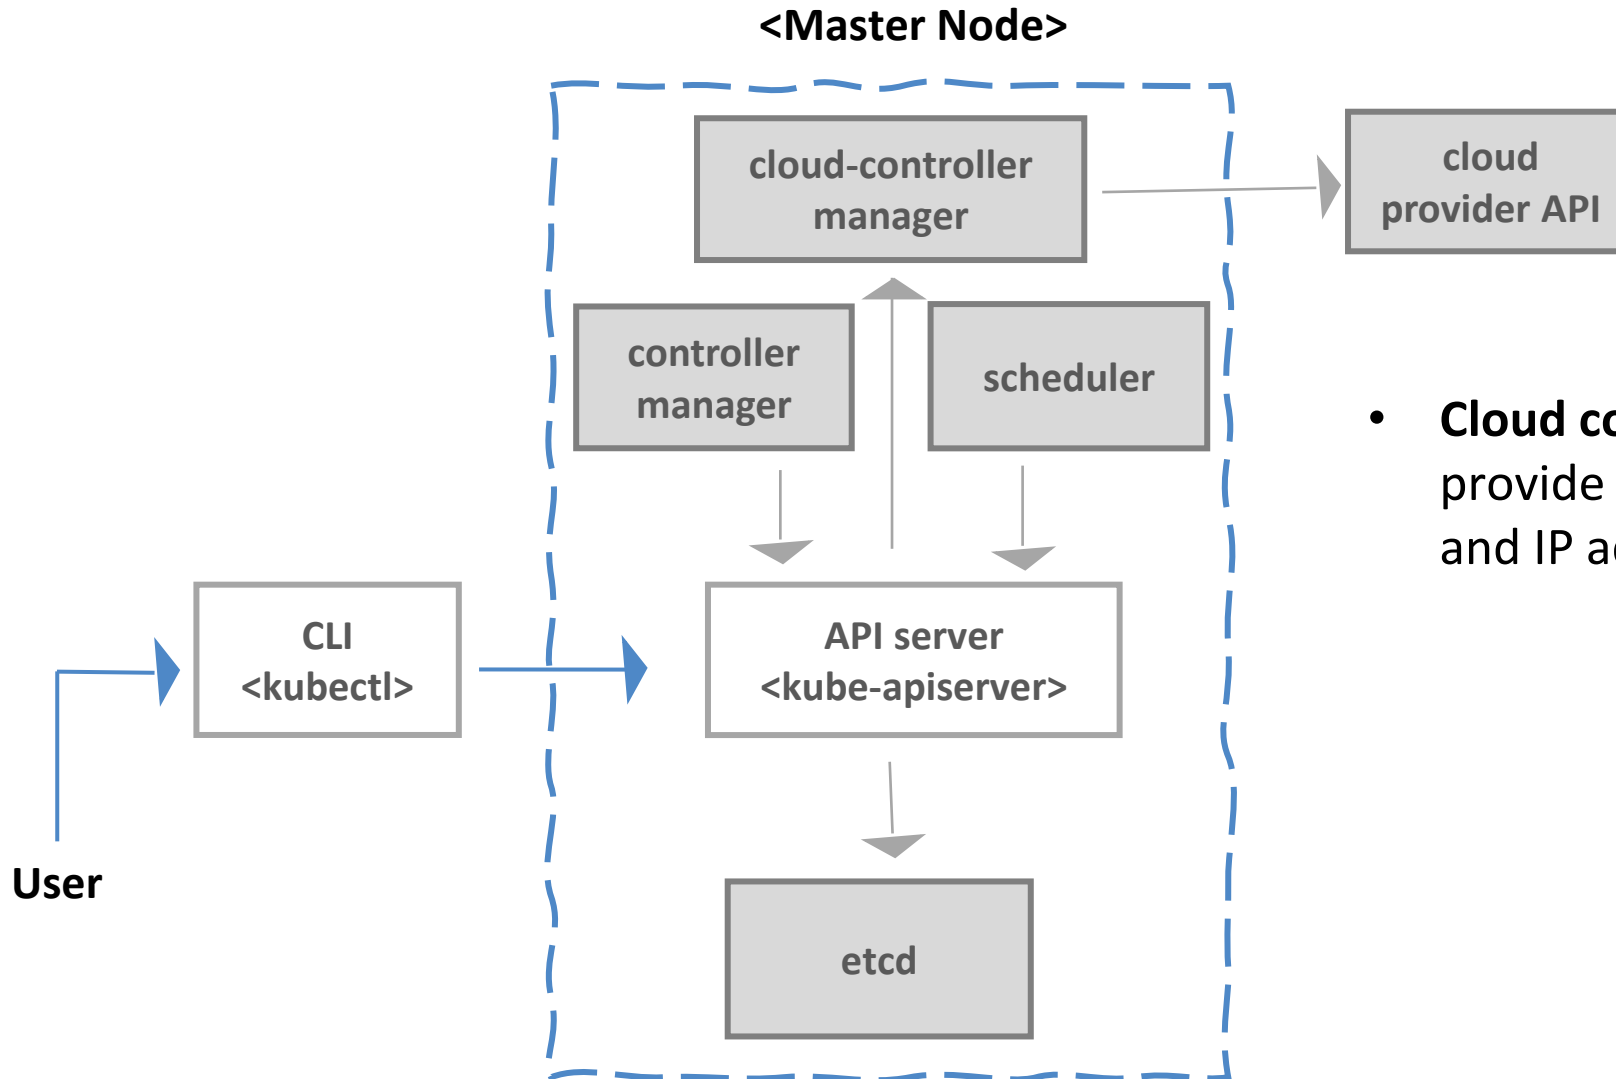 <Master Node>
cloud-controller
manager
cloud
provider API
controller
manager
scheduler
• Cloud
provide
and IP
CLI
<kubectl>
API server
<kube-apiserver>
User
etcd